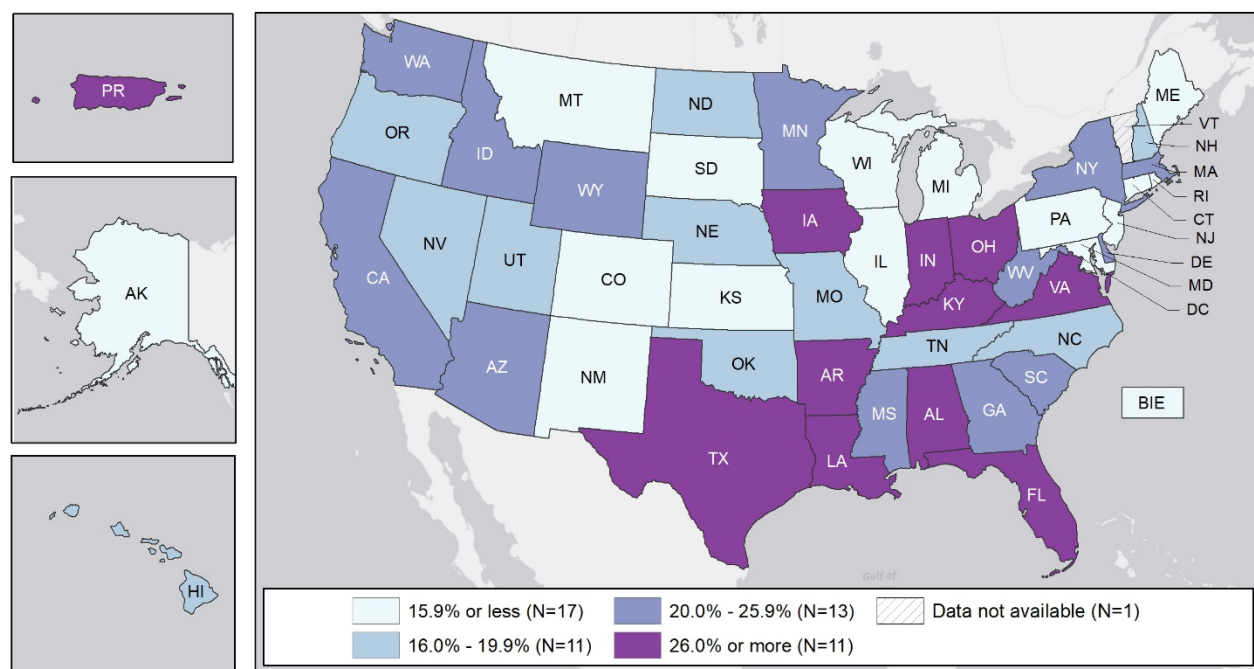 PR
AK
HI
WA
OR
CA
NV
ID
MT
WY
UT
AZ
CO
NM
ND
SD
NE
KS
OK
TX
MN
IA
MO
AR
LA
WI
IL
MI
IN
OH
KY
TN
MS
AL
GA
FL
SC
NC
VA
WV
PA
NY
ME
VT
NH
MA
RI
CT
NJ
DE
MD
DC
BIE
Gulf of
15.9% or less (N=17)
20.0% - 25.9% (N=13)
Data not available (N=1)
16.0% - 19.9% (N=11)
26.0% or more (N=11)